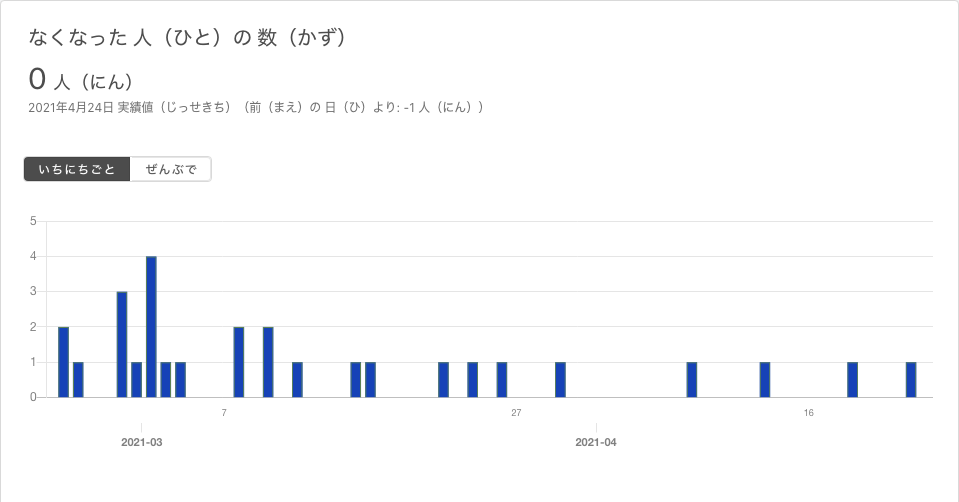 なくなった 人（ひと）の 数（かず）
0 人（にん）
2021年4月24日 実績値（じっせきち）（前（まえ）の 日（ひ）より: -1 人（にん））
いちにちごと ぜんぶで
5
4
3
2
1
0
7 27 16
2021-03 2021-04